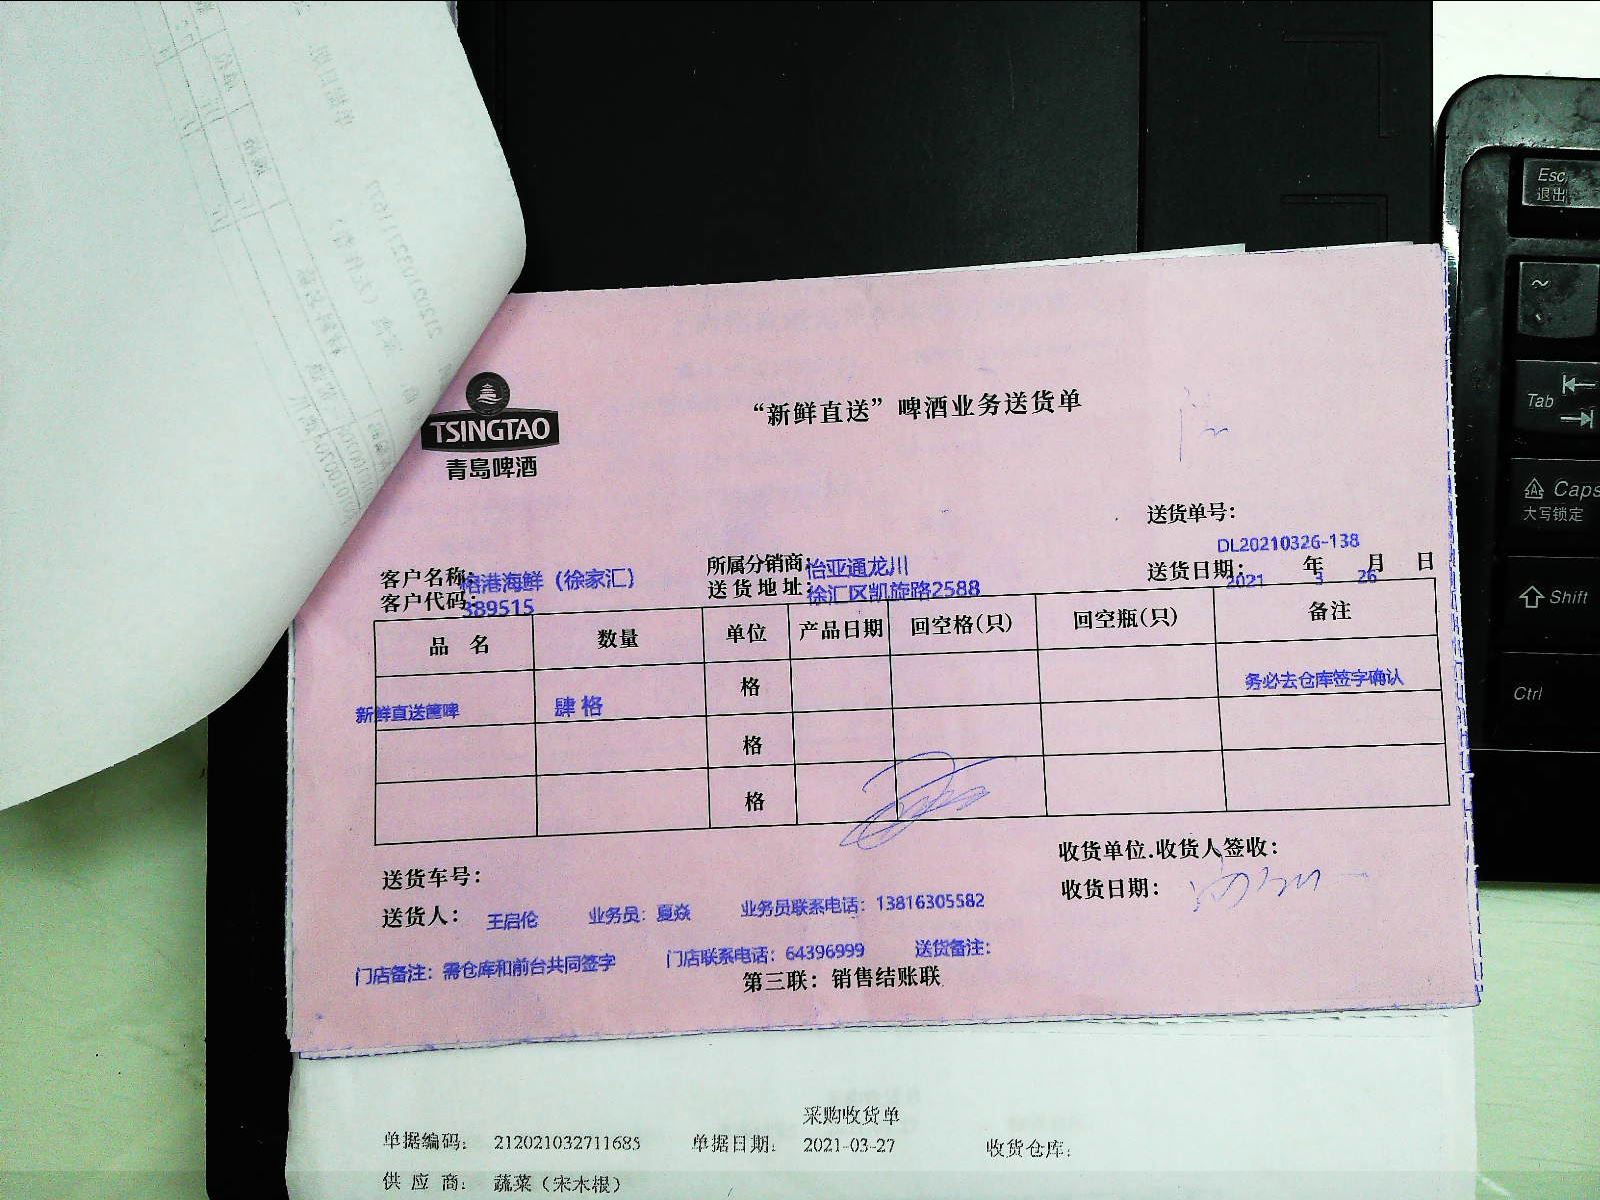 TSINGTAO
青岛啤酒
“新鲜直送”啤酒业务送货单
送货单号：
DL20210326-138
客户名称：榕港海鲜（徐家汇） 所属分销商：怡亚通龙川 送货日期： 2021 年 3 月 26 日
客户代码：389515 送货地址：徐汇区凯旋路2588
品名 数量 单位 产品日期 回空格(只) 回空瓶(只) 备注
新鲜直送筐啤 肆格 格 务必去仓库签字确认
格
格
送货车号： 收货单位.收货人签收：
送货人： 王启伦 业务员：夏焱 业务员联系电话：13816305582 收货日期：
门店备注：需仓库和前台共同签字 门店联系电话：64396999 送货备注：
第三联：销售结账联
采购收货单
单据编码： 212021032711685 单据日期： 2021-03-27 收货仓库：
供应商： 蔬菜（宋木根）
Esc
退出
~
Tab
Caps
大写锁定
Shift
Ctrl